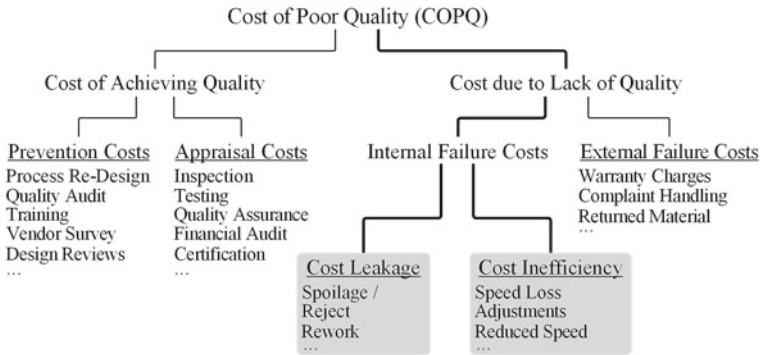 Cost of Poor Quality (COPQ)
Cost of Achieving Quality
Cost due to Lack of Quality
Prevention Costs
Process Re-Design
Quality Audit
Training
Vendor Survey
Design Reviews
...
Appraisal Costs
Inspection
Testing
Quality Assurance
Financial Audit
Certification
...
Internal Failure Costs
External Failure Costs
Warranty Charges
Complaint Handling
Returned Material
...
Cost Leakage
Spoilage /
Reject
Rework
...
Cost Inefficiency
Speed Loss
Adjustments
Reduced Speed
...